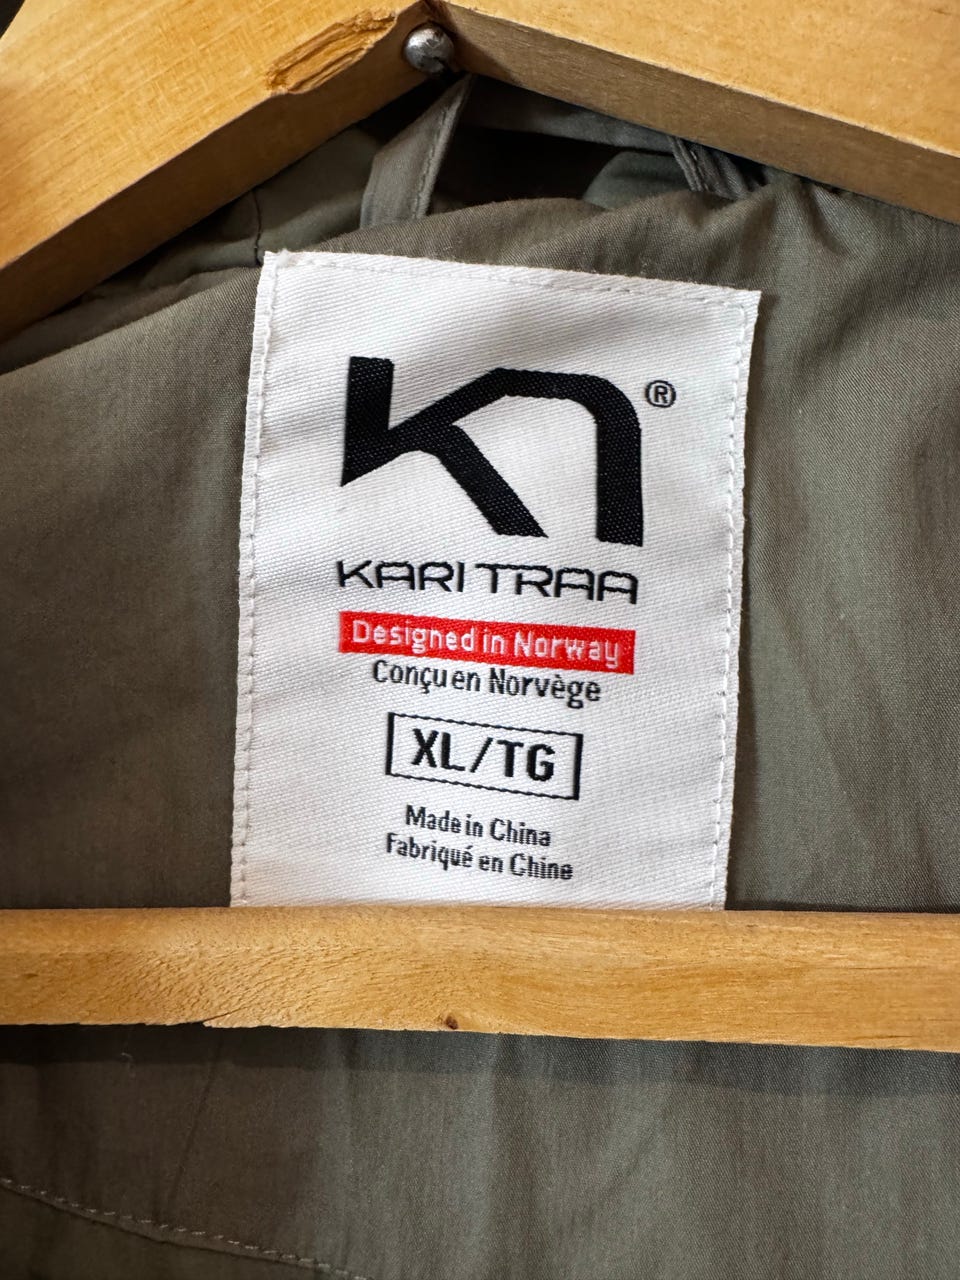 ®
KARI TRAA
Designed in Norway
Conçu en Norvège
XL/TG
Made in China
Fabriqué en Chine